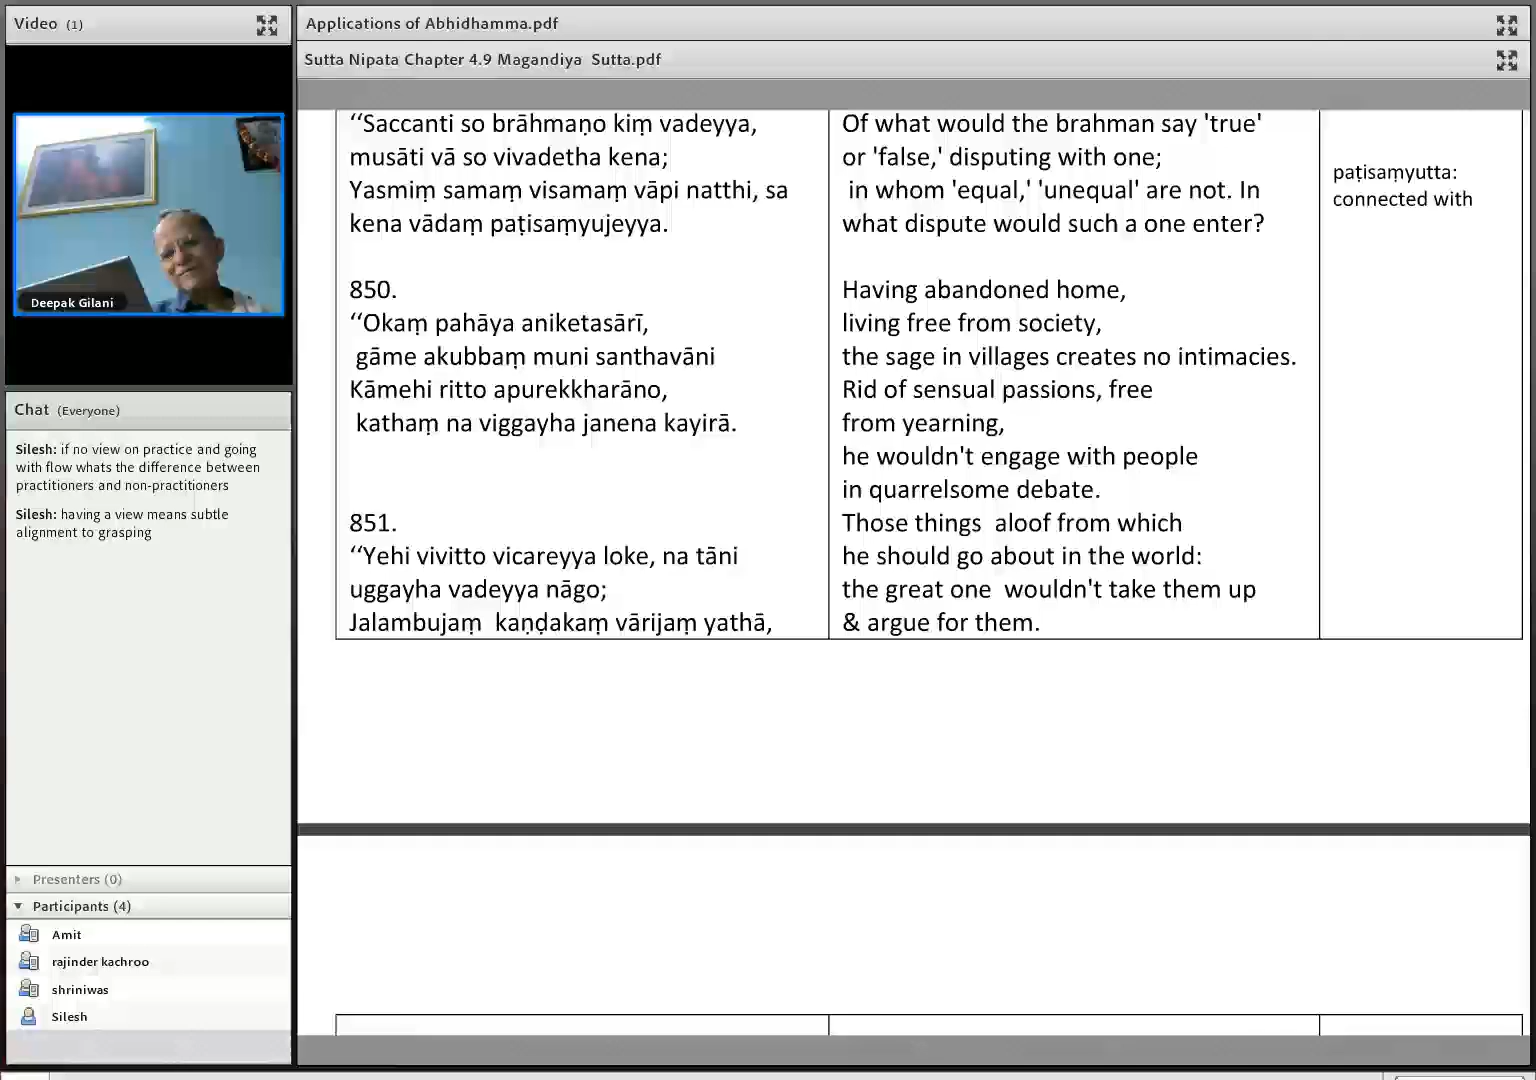 Video (1)
Deepak Gilani
Chat (Everyone)
Silesh: if no view on practice and going
with flow whats the difference between
practitioners and non-practitioners
Silesh: having a view means subtle
alignment to grasping
Presenters (0)
Participants (4)
Amit
rajinder kachroo
shriniwas
Silesh
Applications of Abhidhamma.pdf
Sutta Nipata Chapter 4.9 Magandiya  Sutta.pdf
‘‘Saccanti so brāhmaṇo kiṃ vadeyya,
musāti vā so vivadetha kena;
Yasmiṃ samaṃ visamaṃ vāpi natthi, sa
kena vādaṃ paṭisaṃyujeyya.
850.
‘‘Okaṃ pahāya aniketasārī,
gāme akubbaṃ muni santhavāni
Kāmehi ritto apurekkharāno,
kathaṃ na viggayha janena kayirā.
851.
‘‘Yehi vivitto vicareyya loke, na tāni
uggayha vadeyya nāgo;
Jalambujaṃ  kaṇḍakaṃ vārijaṃ yathā,
Of what would the brahman say 'true'
or 'false,' disputing with one;
in whom 'equal,' 'unequal' are not. In
what dispute would such a one enter?
Having abandoned home,
living free from society,
the sage in villages creates no intimacies.
Rid of sensual passions, free
from yearning,
he wouldn't engage with people
in quarrelsome debate.
Those things  aloof from which
he should go about in the world:
the great one  wouldn't take them up
& argue for them.
paṭisaṃyutta:
connected with